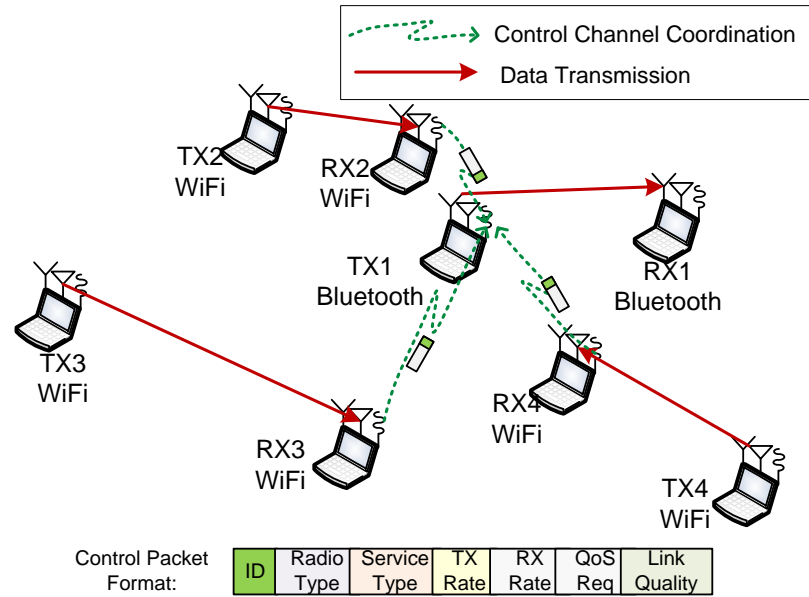 Control Channel Coordination
Data Transmission
TX2
WiFi
RX2
WiFi
TX1
Bluetooth
RX1
Bluetooth
TX3
WiFi
RX4
WiFi
RX3
WiFi
TX4
WiFi
Control Packet
Format:
ID
Radio
Type
Service
Type
TX
Rate
RX
Rate
QoS
Req
Link
Quality